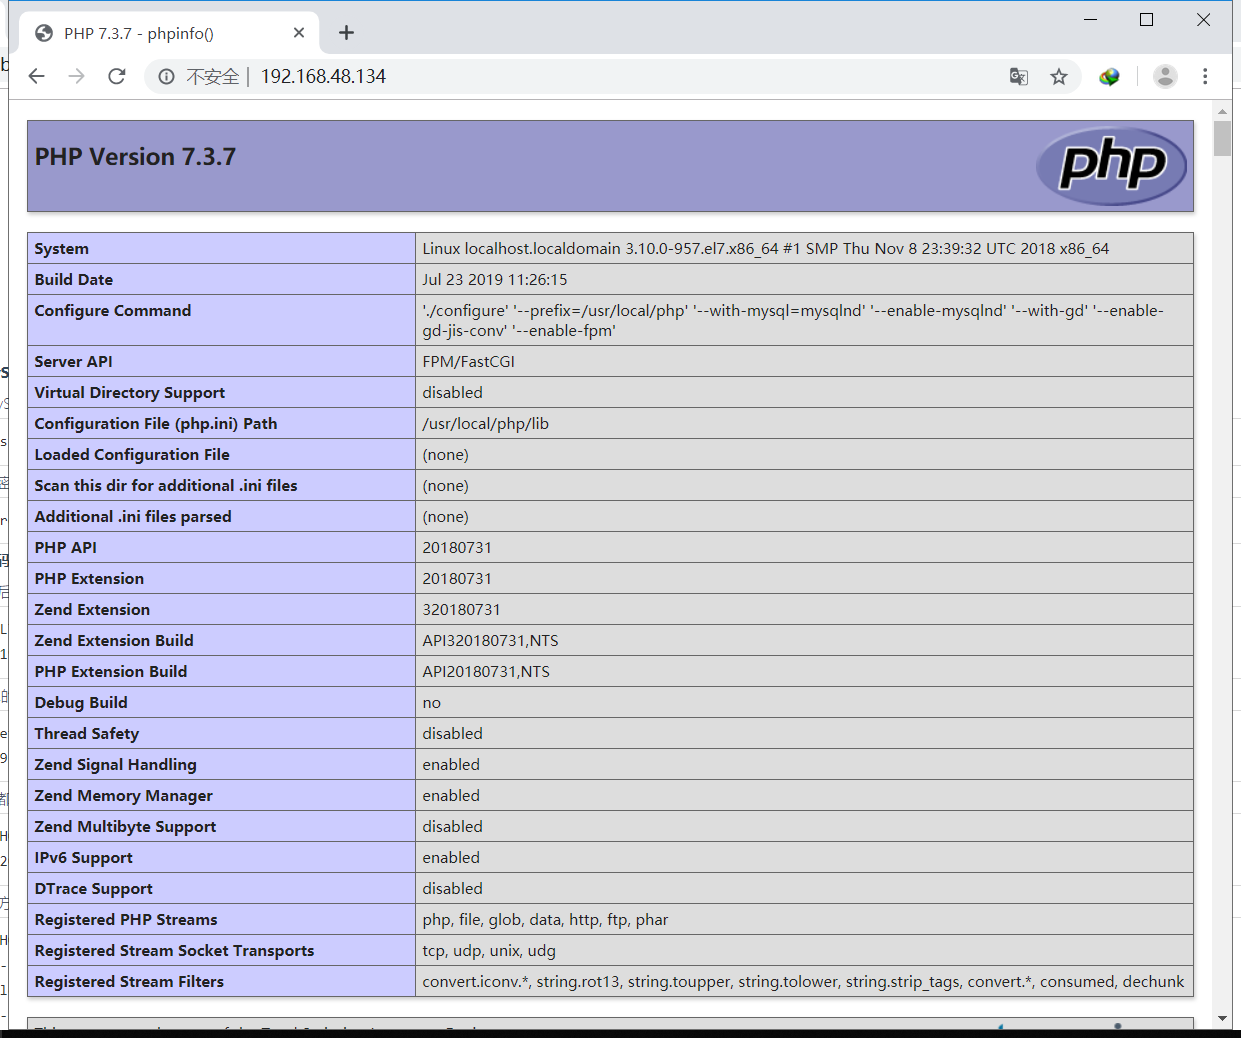 PHP 7.3.7 - phpinfo()
不安全 | 192.168.48.134
PHP Version 7.3.7
php
System Linux localhost.localdomain 3.10.0-957.el7.x86_64 #1 SMP Thu Nov 8 23:39:32 UTC 2018 x86_64
Build Date Jul 23 2019 11:26:15
Configure Command './configure' '--prefix=/usr/local/php' '--with-mysql=mysqlnd' '--enable-mysqlnd' '--with-gd' '--enable-
gd-jis-conv' '--enable-fpm'
Server API FPM/FastCGI
Virtual Directory Support disabled
Configuration File (php.ini) Path /usr/local/php/lib
Loaded Configuration File (none)
Scan this dir for additional .ini files (none)
Additional .ini files parsed (none)
PHP API 20180731
PHP Extension 20180731
Zend Extension 320180731
Zend Extension Build API320180731,NTS
PHP Extension Build API20180731,NTS
Debug Build no
Thread Safety disabled
Zend Signal Handling enabled
Zend Memory Manager enabled
Zend Multibyte Support disabled
IPv6 Support enabled
DTrace Support disabled
Registered PHP Streams php, file, glob, data, http, ftp, phar
Registered Stream Socket Transports tcp, udp, unix, udg
Registered Stream Filters convert.iconv.*, string.rot13, string.toupper, string.tolower, string.strip_tags, convert.*, consumed, dechunk